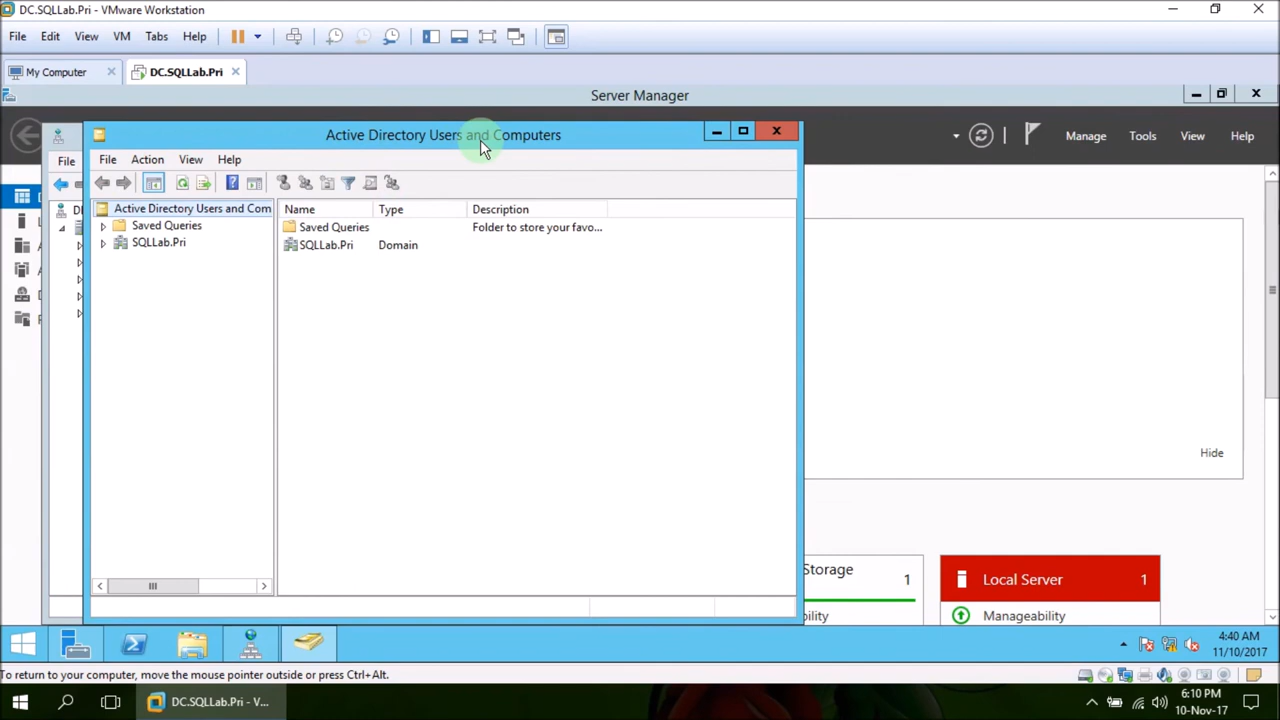 DC.SQLLab.Pri - VMware Workstation
File Edit View VM Tabs Help
My Computer DC.SQLLab.Pri
Server Manager
Manage Tools View Help
File
Active Directory Users and Computers
File Action View Help
Active Directory Users and Com
Saved Queries
SQLLab.Pri
Name Type Description
Saved Queries Folder to store your favo...
SQLLab.Pri Domain
Hide
Storage 1
Local Server 1
Manageability
4:40 AM
11/10/2017
To return to your computer, move the mouse pointer outside or press Ctrl+Alt.
DC.SQLLab.Pri - V...
6:10 PM
10-Nov-17